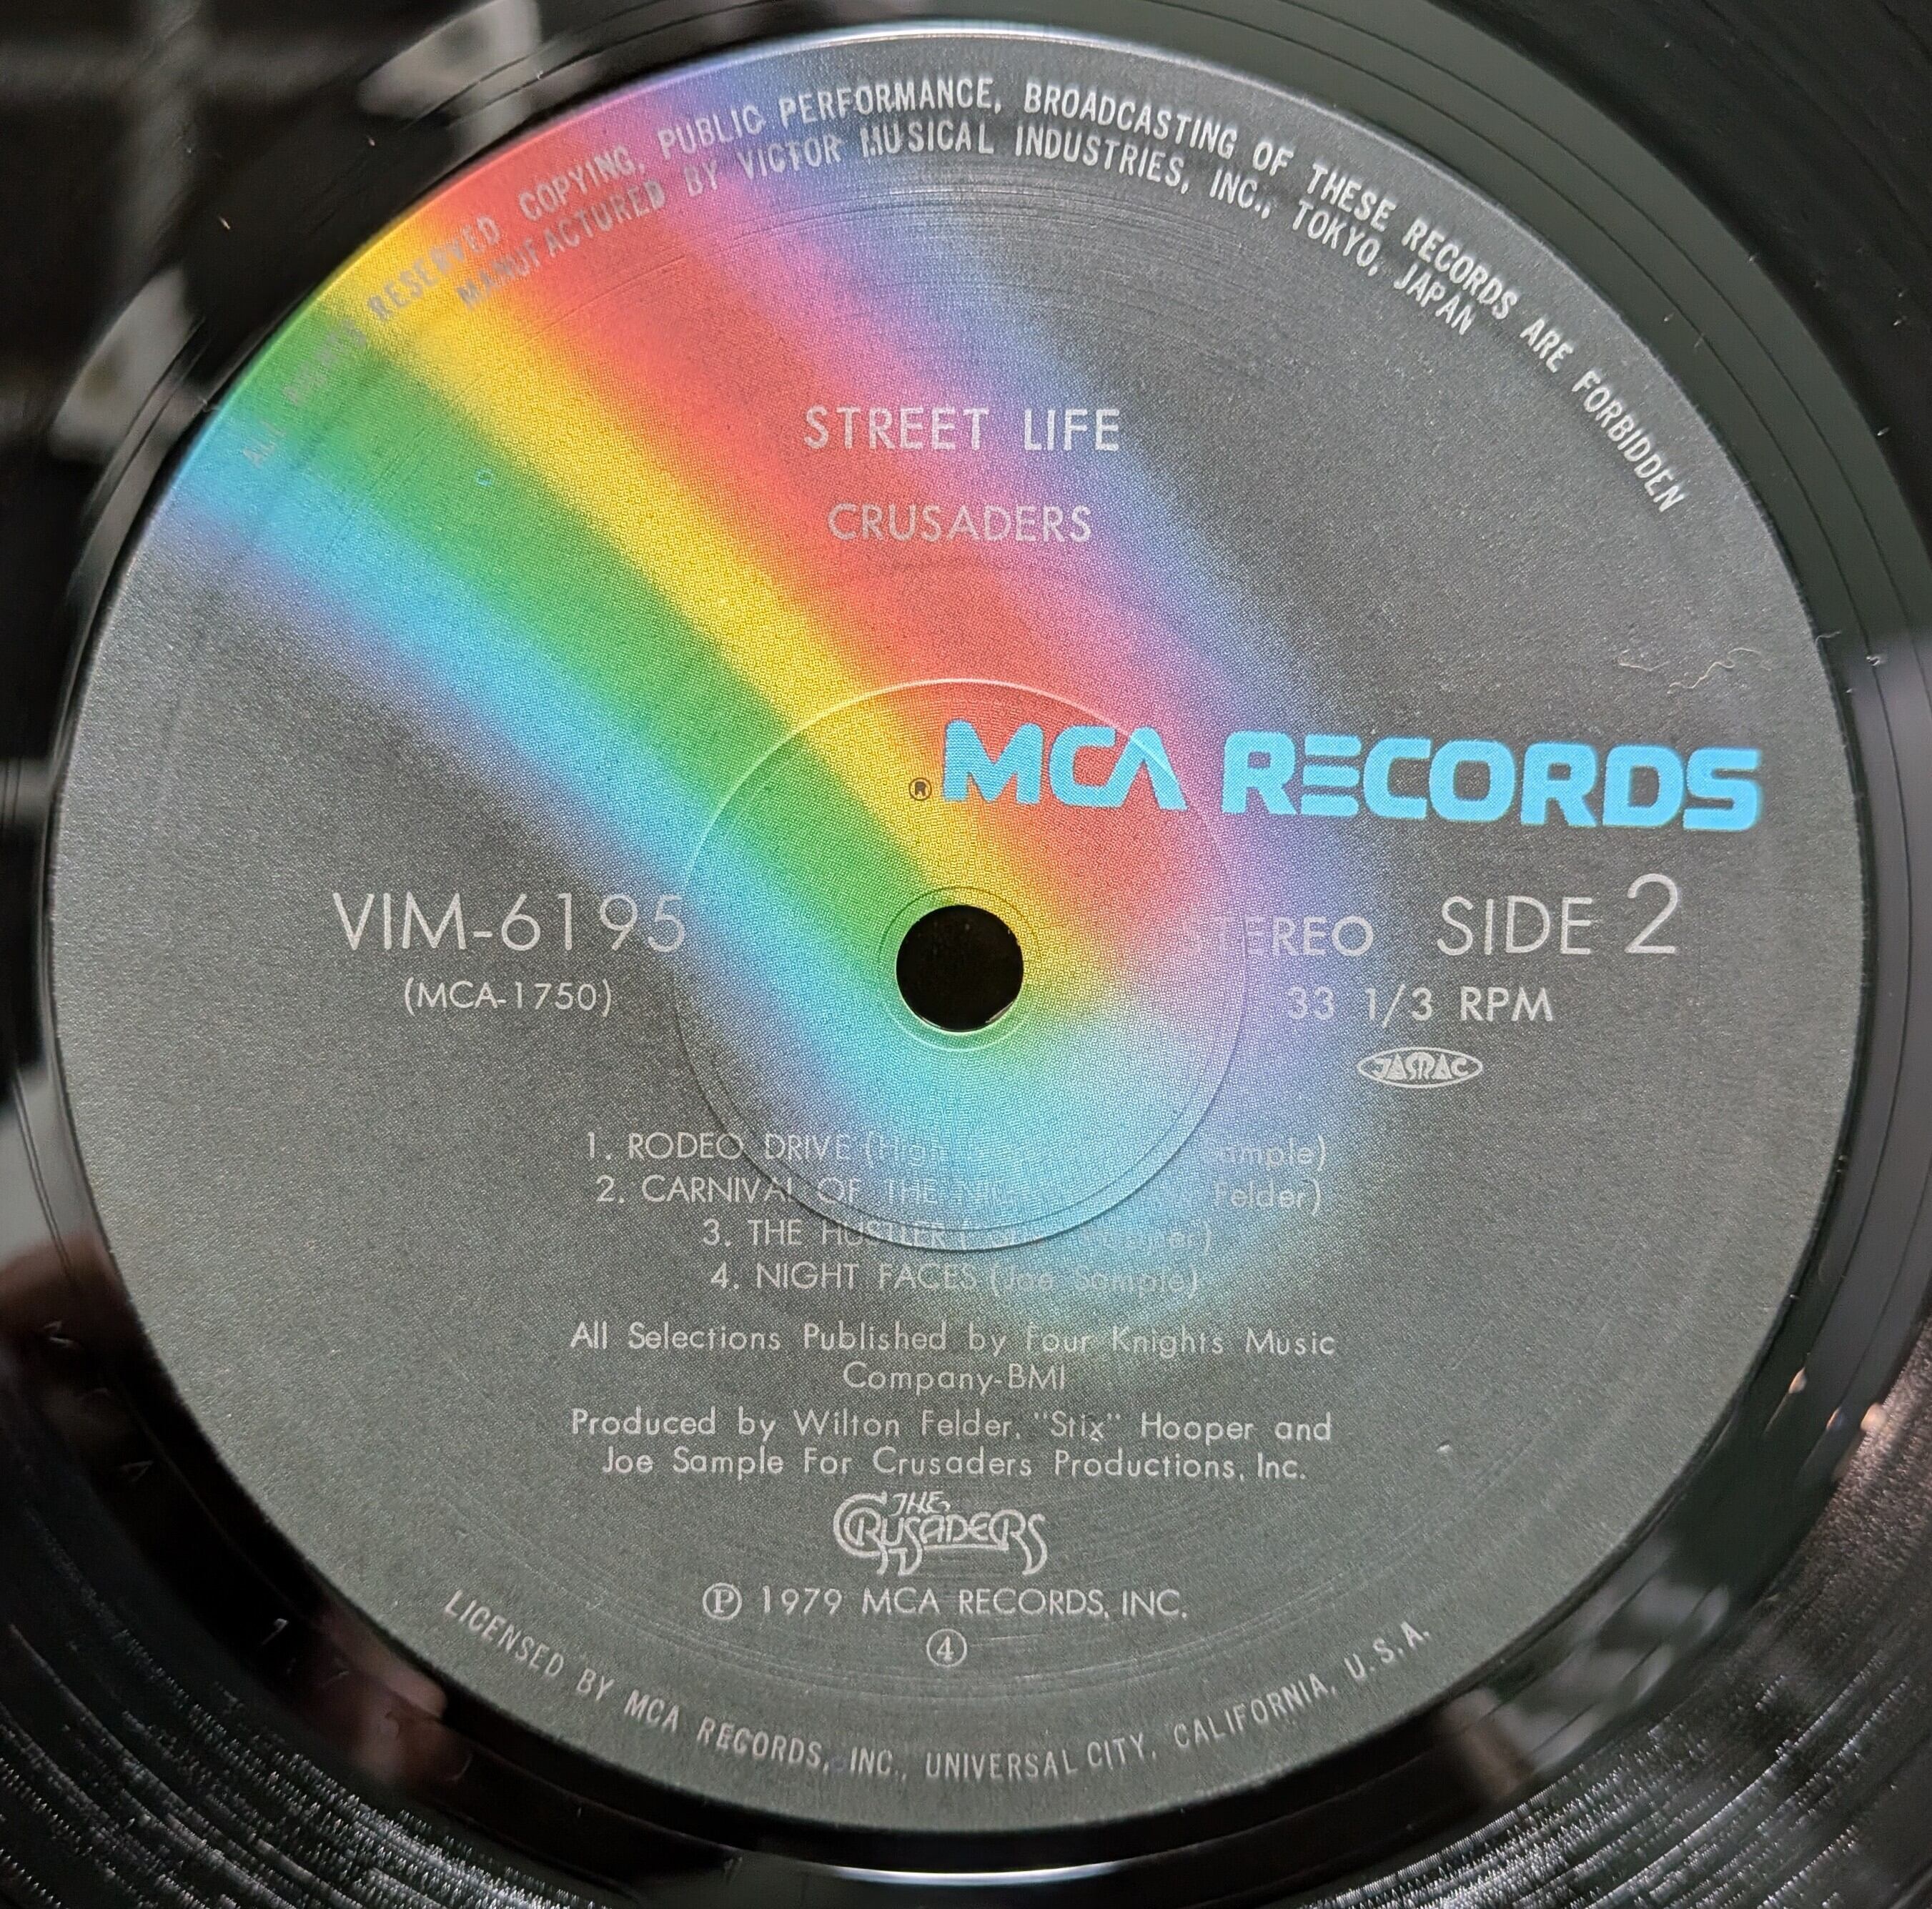 ALL RIGHTS RESERVED. COPYING, PUBLIC PERFORMANCE, BROADCASTING OF THESE RECORDS ARE FORBIDDEN
MANUFACTURED BY VICTOR MUSICAL INDUSTRIES, INC., TOKYO, JAPAN
STREET LIFE
CRUSADERS
® MCA RECORDS
VIM-6195 STEREO SIDE 2
(MCA-1750) 33 1/3 RPM
JASRAC
1. RODEO DRIVE (High Sample)
2. CARNIVAL OF THE Felder)
3. THE HUSTLER ( Hooper)
4. NIGHT FACES (Joe Sample)
All Selections Published by Four Knights Music
Company-BMI
Produced by Wilton Felder, "Stix" Hooper and
Joe Sample For Crusaders Productions, Inc.
THE
CRUSADERS
Ⓟ 1979 MCA RECORDS, INC.
④
LICENSED BY MCA RECORDS, INC., UNIVERSAL CITY, CALIFORNIA, U.S.A.